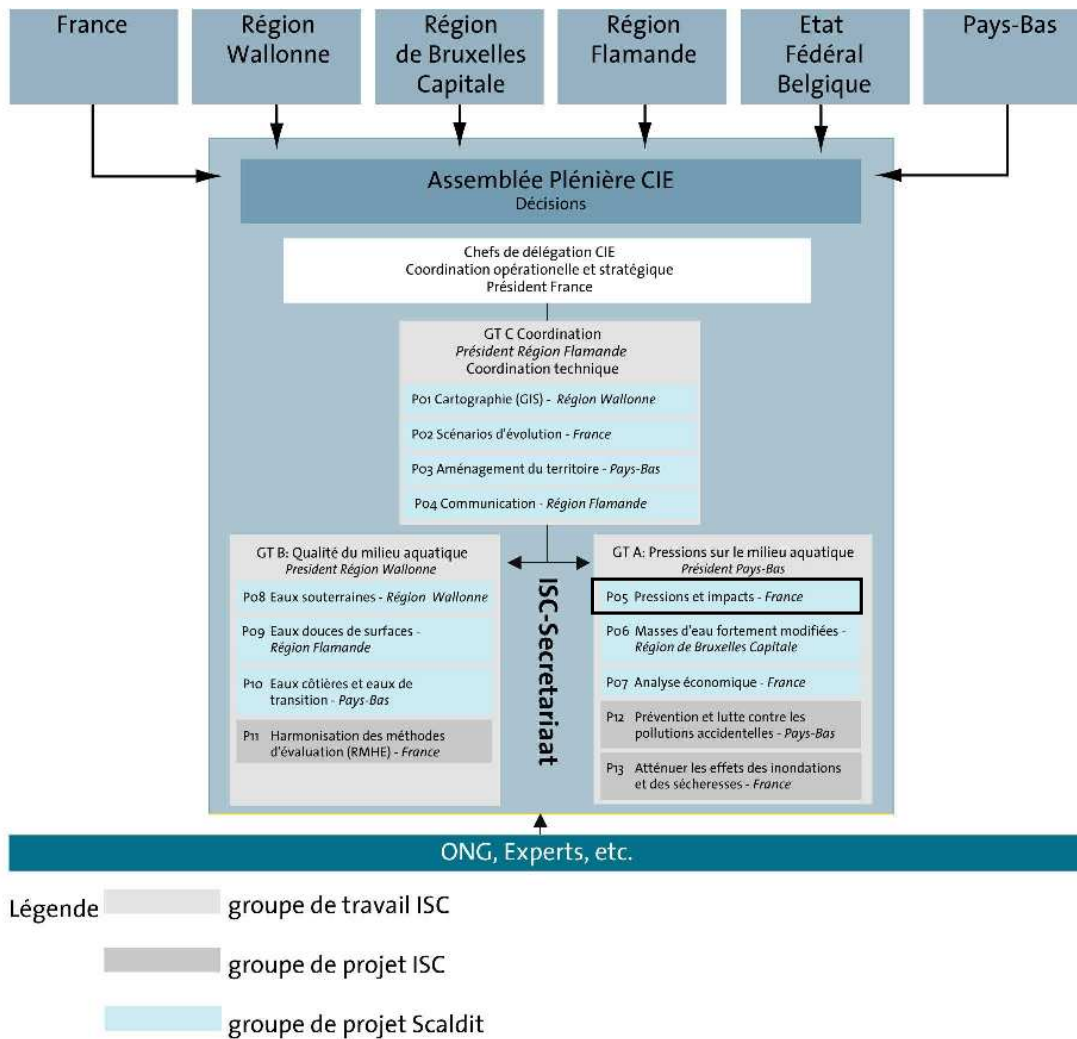 France
Région
Wallonne
Région
de Bruxelles
Capitale
Région
Flamande
Etat
Fédéral
Belgique
Pays-Bas
Assemblée Plénière CIE
Décisions
Chefs de délégation CIE
Coordination opérationelle et stratégique
Président France
GT C Coordination
Président Région Flamande
Coordination technique
P01 Cartographie (GIS) - Région Wallonne
P02 Scénarios d'évolution - France
P03 Aménagement du territoire - Pays-Bas
P04 Communication - Région Flamande
GT B: Qualité du milieu aquatique
President Région Wallonne
P08 Eaux souterraines - Région Wallonne
P09 Eaux douces de surfaces -
Règion Flamande
P10 Eaux côtières et eaux de
transition - Pays-Bas
P11 Harmonisation des méthodes
d'évaluation (RMHE) - France
ISC-Secretariaat
GT A: Pressions sur le milieu aquatique
Président Pays-Bas
P05 Pressions et impacts - France
P06 Masses d'eau fortement modifiées -
Région de Bruxelles Capitale
P07 Analyse économique - France
P12 Prévention et lutte contre les
pollutions accidentelles - Pays-Bas
P13 Atténuer les effets des inondations
et des sécheresses - France
ONG, Experts, etc.
Légende
groupe de travail ISC
groupe de projet ISC
groupe de projet Scaldit